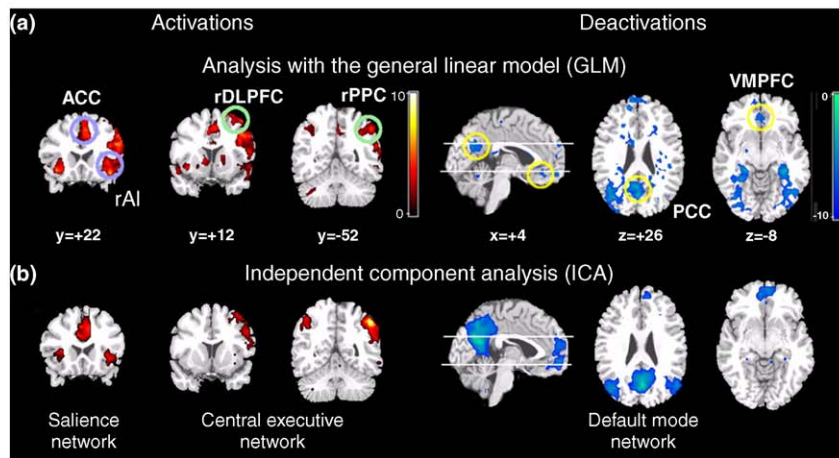 (a) Activations Deactivations
Analysis with the general linear model (GLM)
ACC rDLPFC rPPC VMPFC
10 0
rAI
PCC
0 -10
y=+22 y=+12 y=-52 x=+4 z=+26 z=-8
(b) Independent component analysis (ICA)
Salience Central executive Default mode
network network network